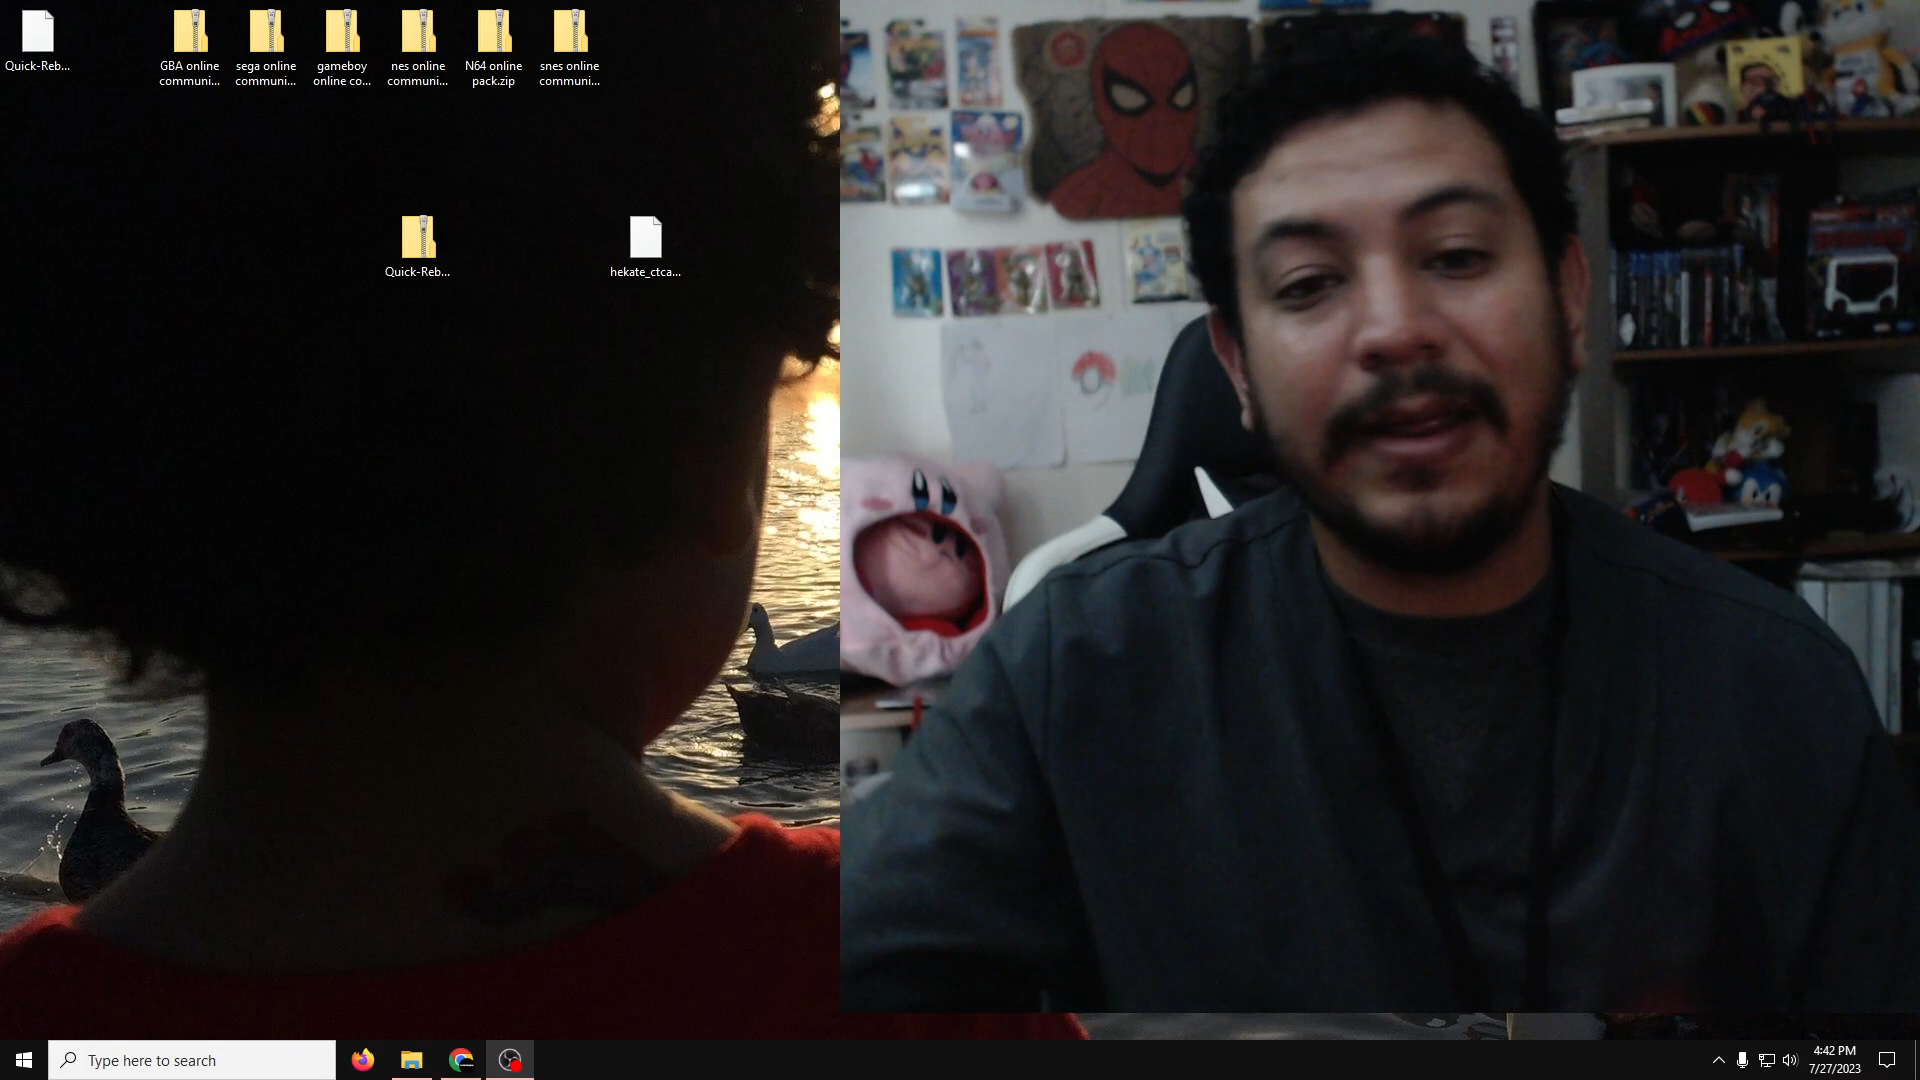 Quick-Reb...
GBA online
communi...
sega online
communi...
gameboy
online co...
nes online
communi...
N64 online
pack.zip
snes online
communi...
Quick-Reb...
hekate_ctca...
Type here to search
4:42 PM
7/27/2023